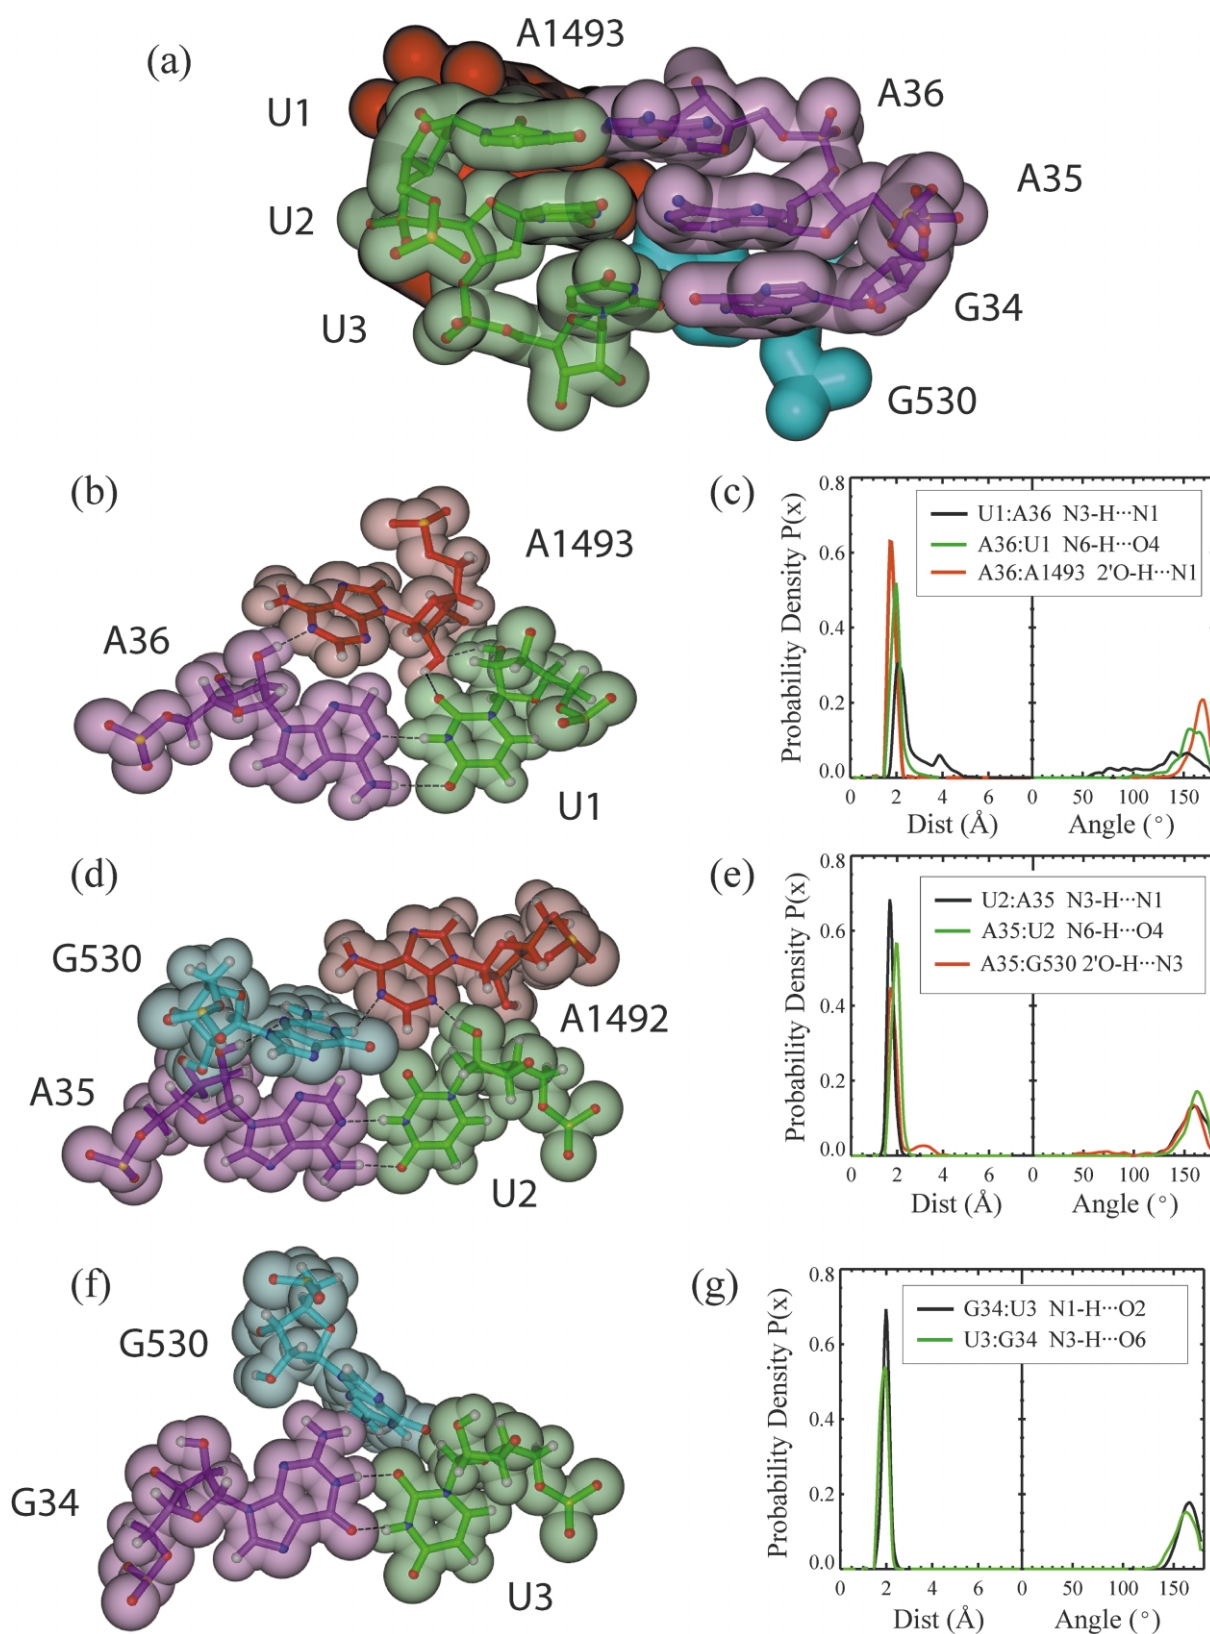 (a)
A1493
U1
A36
U2
A35
U3
G34
G530
(b)
A1493
A36
U1
(c)
Probability Density P(x)
0.8
0.6
0.4
0.2
0.0
U1:A36 N3-H···N1
A36:U1 N6-H···O4
A36:A1493 2'O-H···N1
0 2 4 6 0 50 100 150
Dist (Å) Angle (°)
(d)
G530
A1492
A35
U2
(e)
Probability Density P(x)
0.8
0.6
0.4
0.2
0.0
U2:A35 N3-H···N1
A35:U2 N6-H···O4
A35:G530 2'O-H···N3
0 2 4 6 0 50 100 150
Dist (Å) Angle (°)
(f)
G530
G34
U3
(g)
Probability Density P(x)
0.8
0.6
0.4
0.2
0.0
G34:U3 N1-H···O2
U3:G34 N3-H···O6
0 2 4 6 0 50 100 150
Dist (Å) Angle (°)